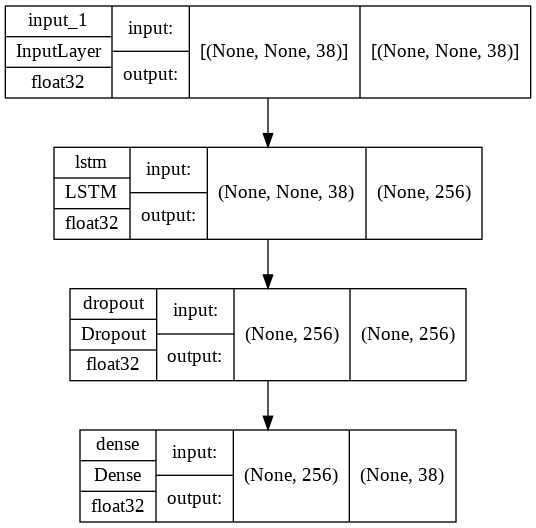 input_1
InputLayer
float32
input:
output:
[(None, None, 38)]
[(None, None, 38)]
lstm
LSTM
float32
input:
output:
(None, None, 38)
(None, 256)
dropout
Dropout
float32
input:
output:
(None, 256)
(None, 256)
dense
Dense
float32
input:
output:
(None, 256)
(None, 38)